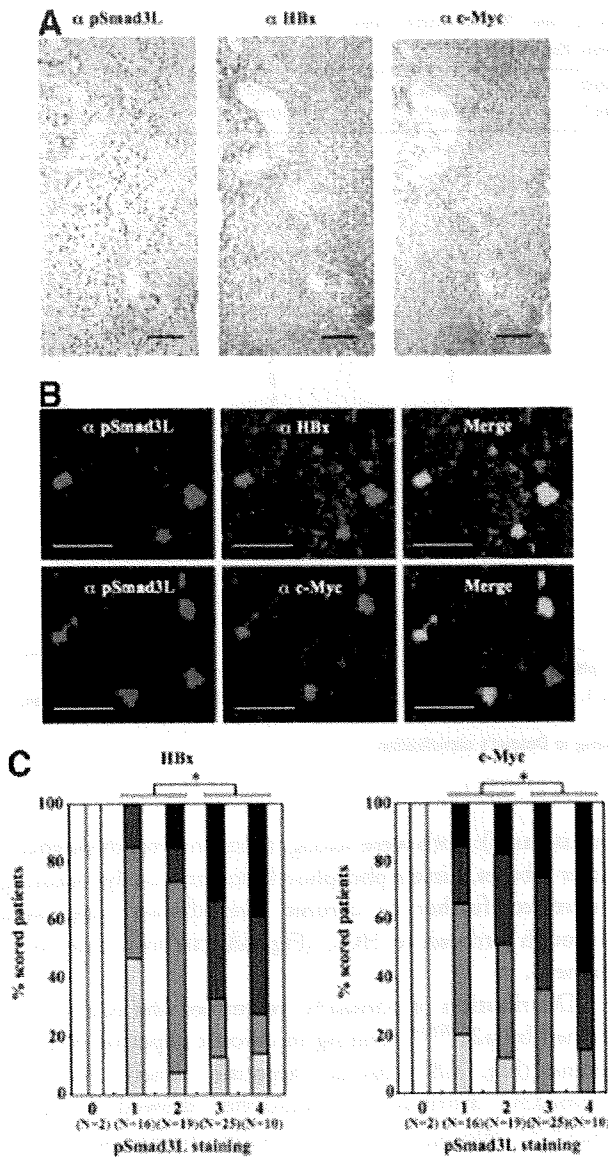 A
α pSmad3L α HBx α c-Myc
B
α pSmad3L α HBx Merge
α pSmad3L α c-Myc Merge
C
HBx c-Myc
* *
100 100
80 80
60 60
40 40
20 20
0 0
% scored patients % scored patients
0 1 2 3 4 0 1 2 3 4
(N=2) (N=16) (N=19) (N=25) (N=10) (N=2) (N=16) (N=19) (N=25) (N=10)
pSmad3L staining pSmad3L staining